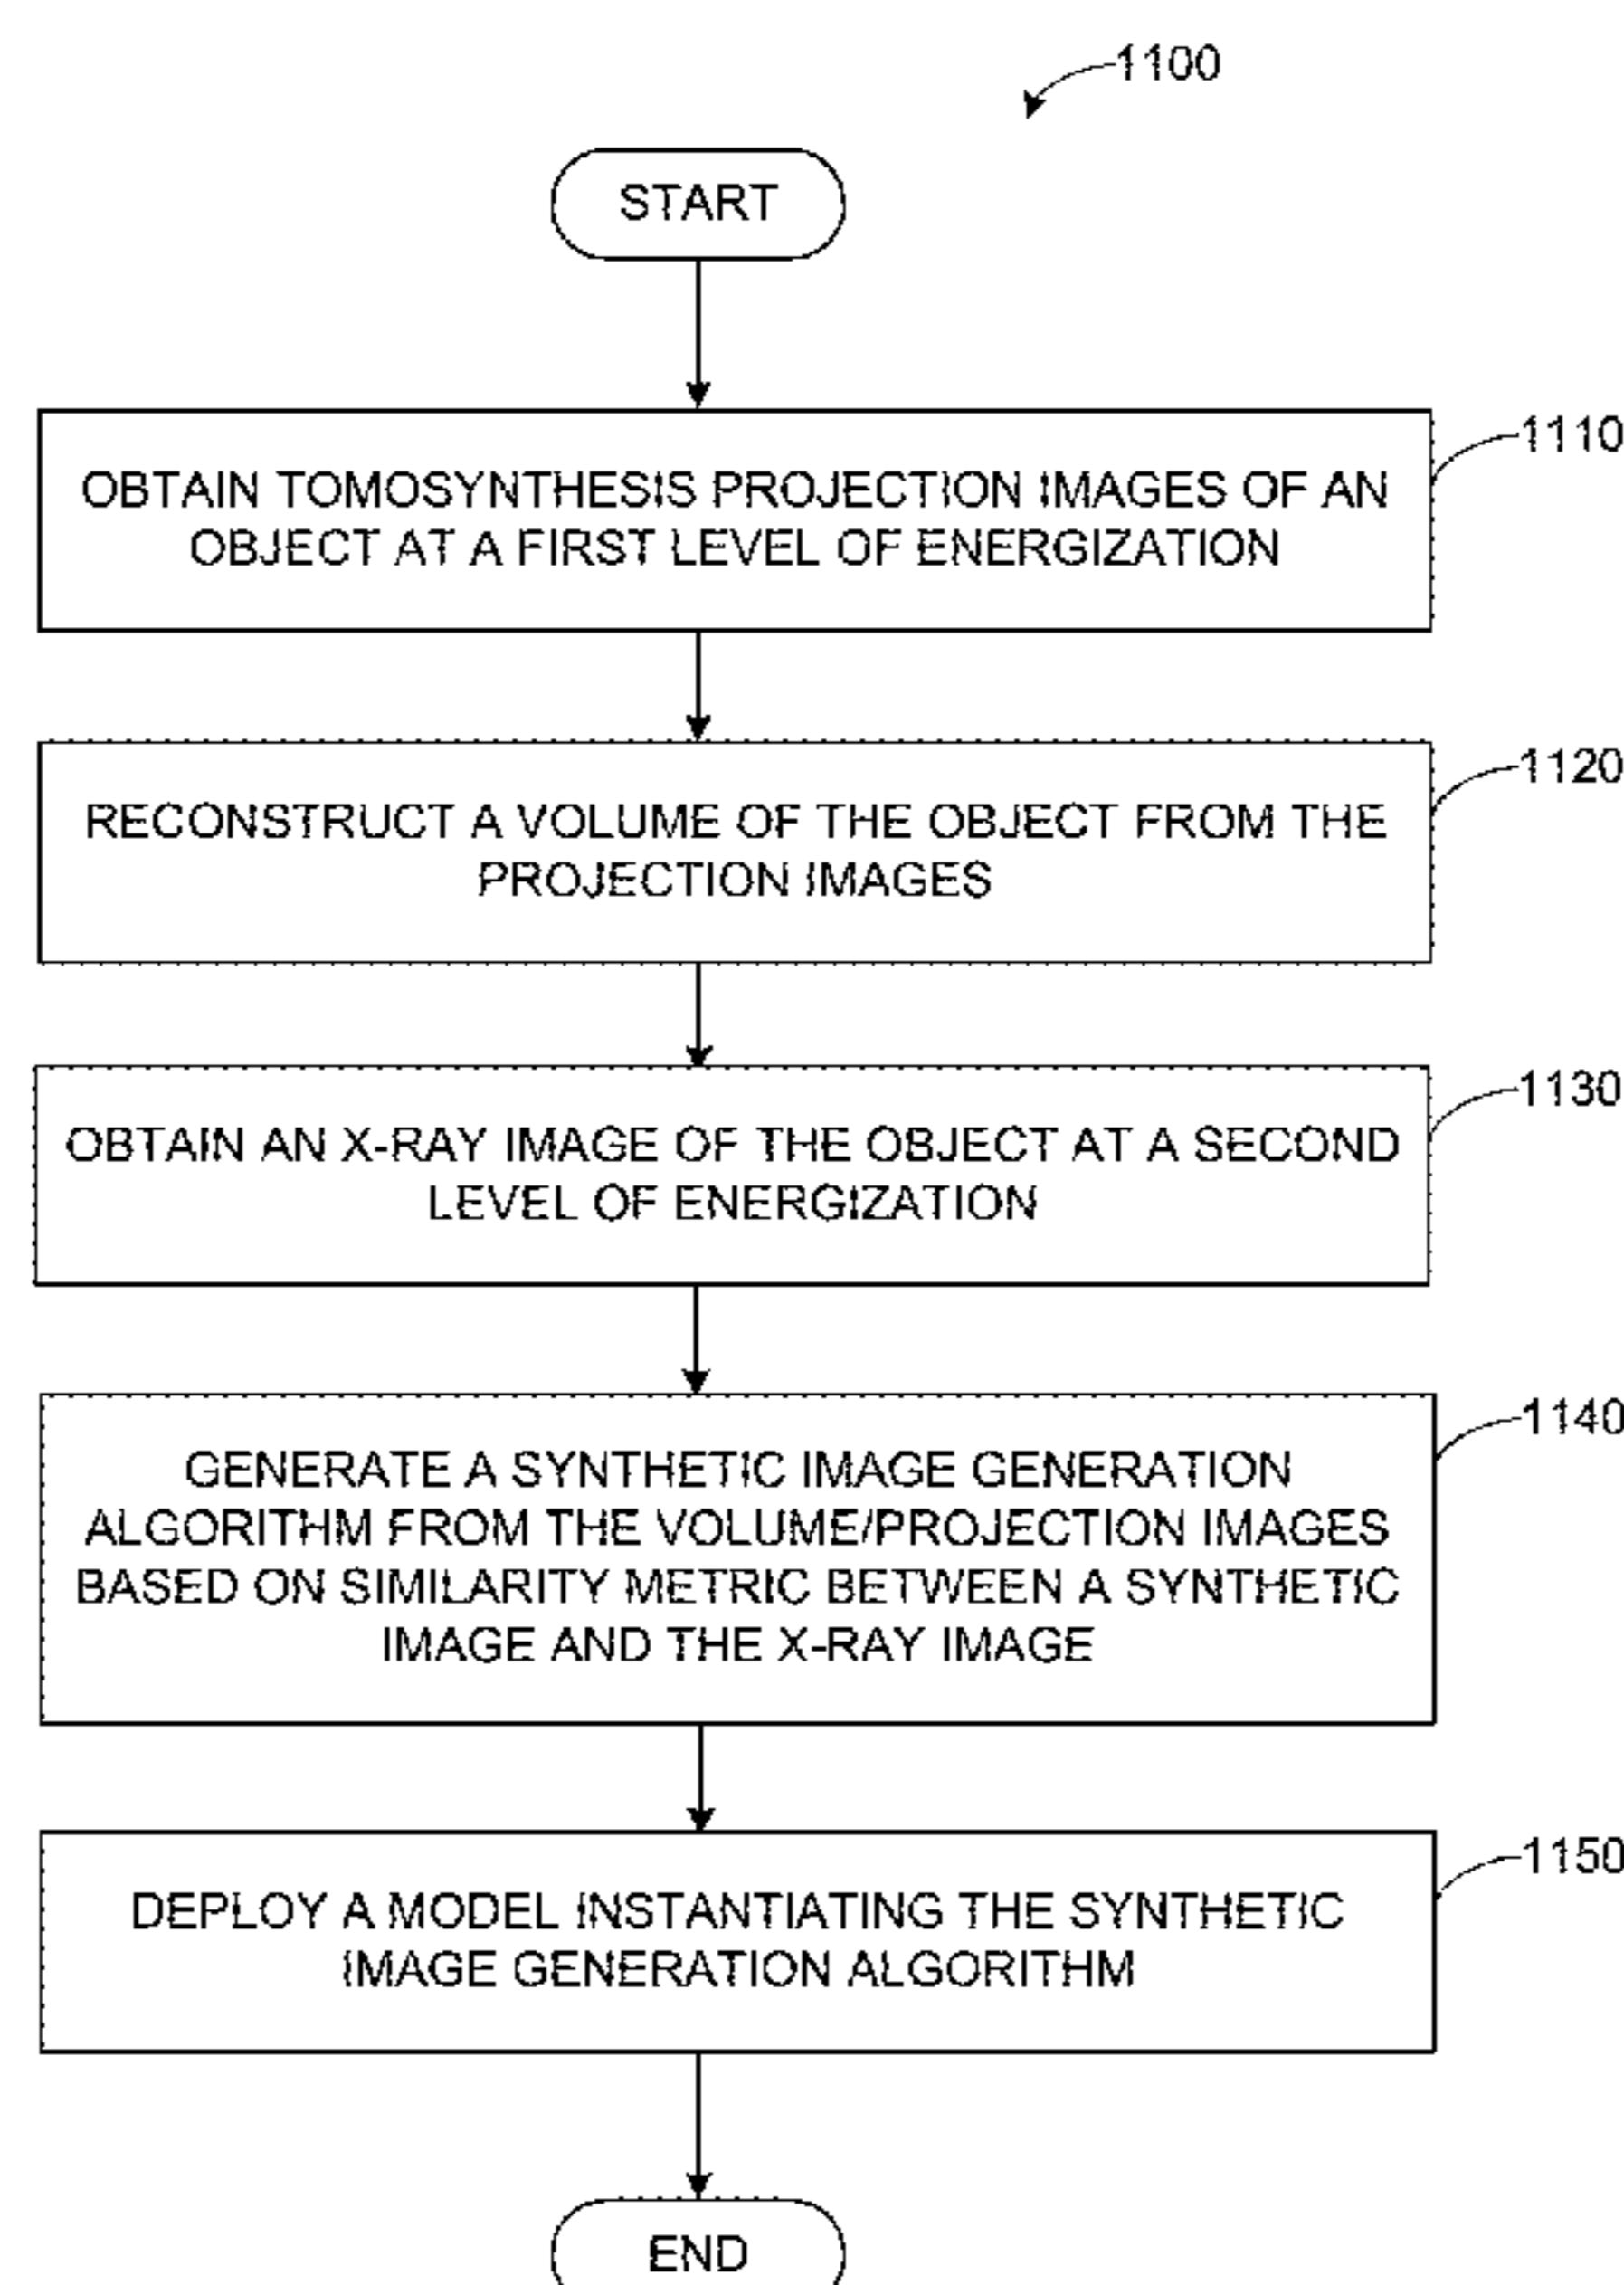 1100
START
1110
OBTAIN TOMOSYNTHESIS PROJECTION IMAGES OF AN
OBJECT AT A FIRST LEVEL OF ENERGIZATION
1120
RECONSTRUCT A VOLUME OF THE OBJECT FROM THE
PROJECTION IMAGES
1130
OBTAIN AN X-RAY IMAGE OF THE OBJECT AT A SECOND
LEVEL OF ENERGIZATION
1140
GENERATE A SYNTHETIC IMAGE GENERATION
ALGORITHM FROM THE VOLUME/PROJECTION IMAGES
BASED ON SIMILARITY METRIC BETWEEN A SYNTHETIC
IMAGE AND THE X-RAY IMAGE
1150
DEPLOY A MODEL INSTANTIATING THE SYNTHETIC
IMAGE GENERATION ALGORITHM
END